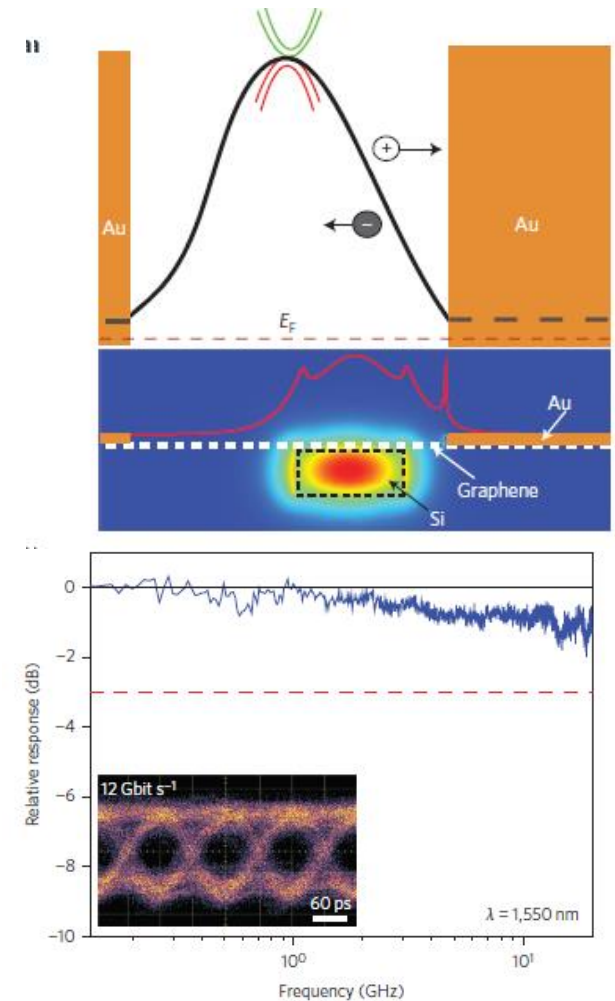 Au
Au
E_F
Au
Graphene
Si
0
−2
−4
−6
−8
−10
Relative response (dB)
12 Gbit s⁻¹
60 ps
λ = 1,550 nm
10⁰
10¹
Frequency (GHz)